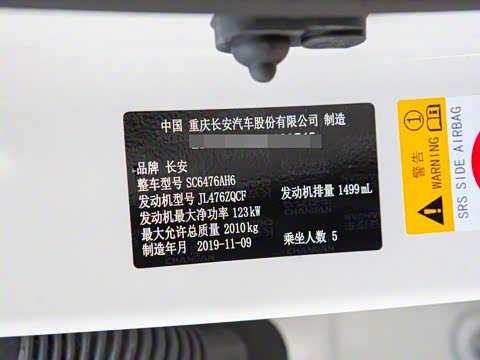 中国 重庆长安汽车股份有限公司 制造
品牌 长安
整车型号 SC6476AH6
发动机型号 JL476ZQCF 发动机排量 1499mL
发动机最大净功率 123kW
最大允许总质量 2010kg
制造年月 2019-11-09 乘坐人数 5
警告
WARNING
SRS SIDE AIRBAG